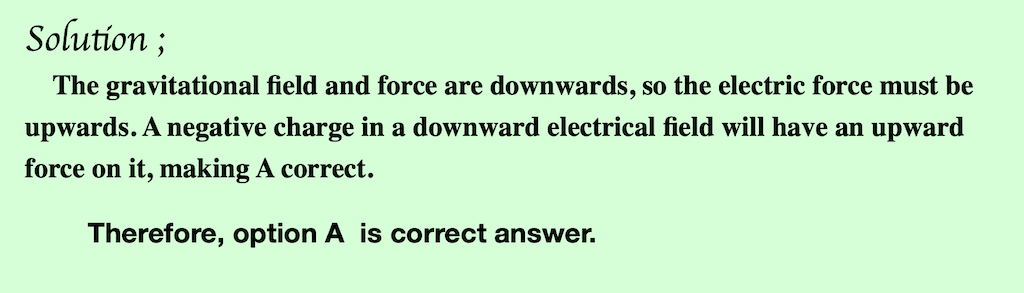 Solution ;
The gravitational field and force are downwards, so the electric force must be
upwards. A negative charge in a downward electrical field will have an upward
force on it, making A correct.
Therefore, option A is correct answer.